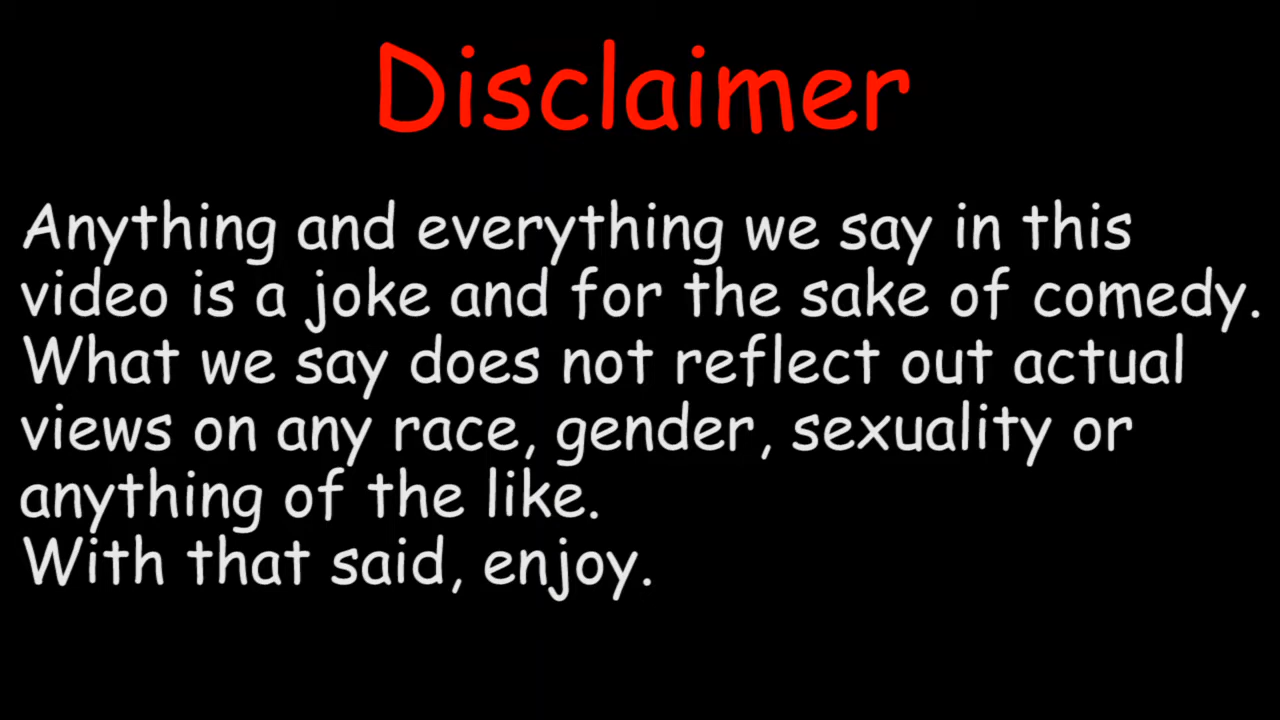 Disclaimer
Anything and everything we say in this
video is a joke and for the sake of comedy.
What we say does not reflect out actual
views on any race, gender, sexuality or
anything of the like.
With that said, enjoy.